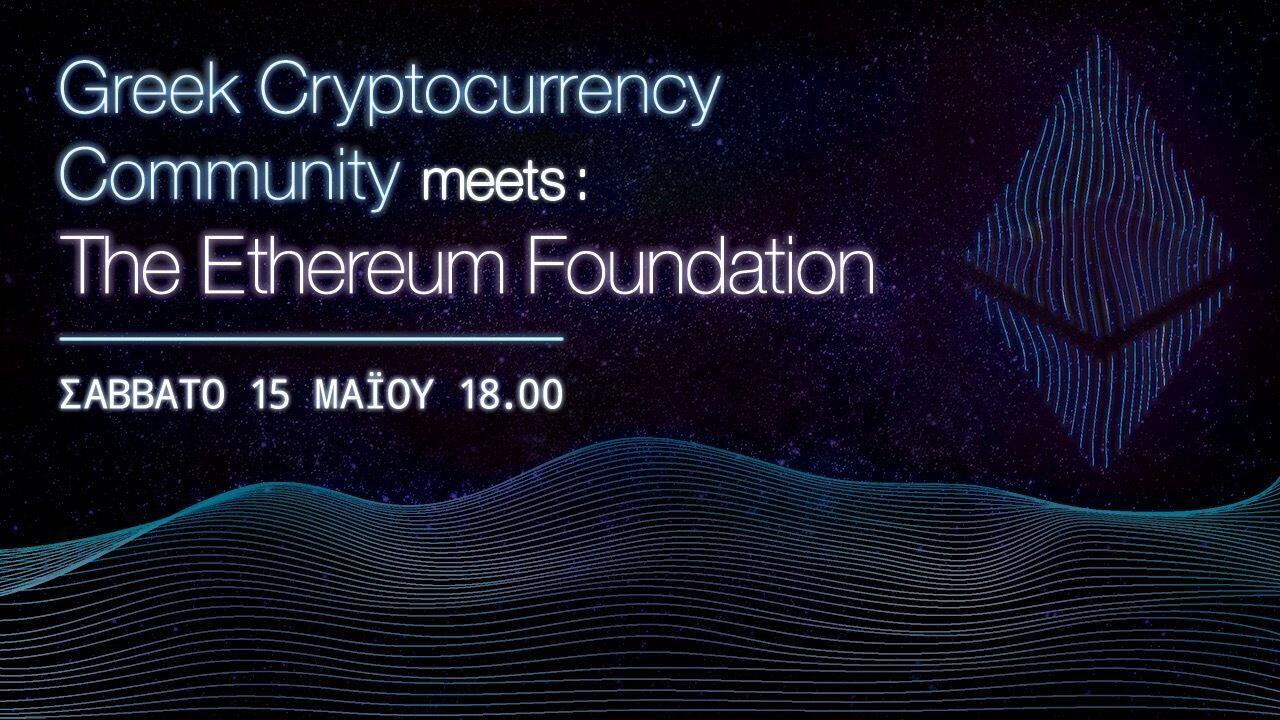 Greek Cryptocurrency
Community meets :
The Ethereum Foundation
ΣΑΒΒΑΤΟ 15 ΜΑΪΟΥ 18.00